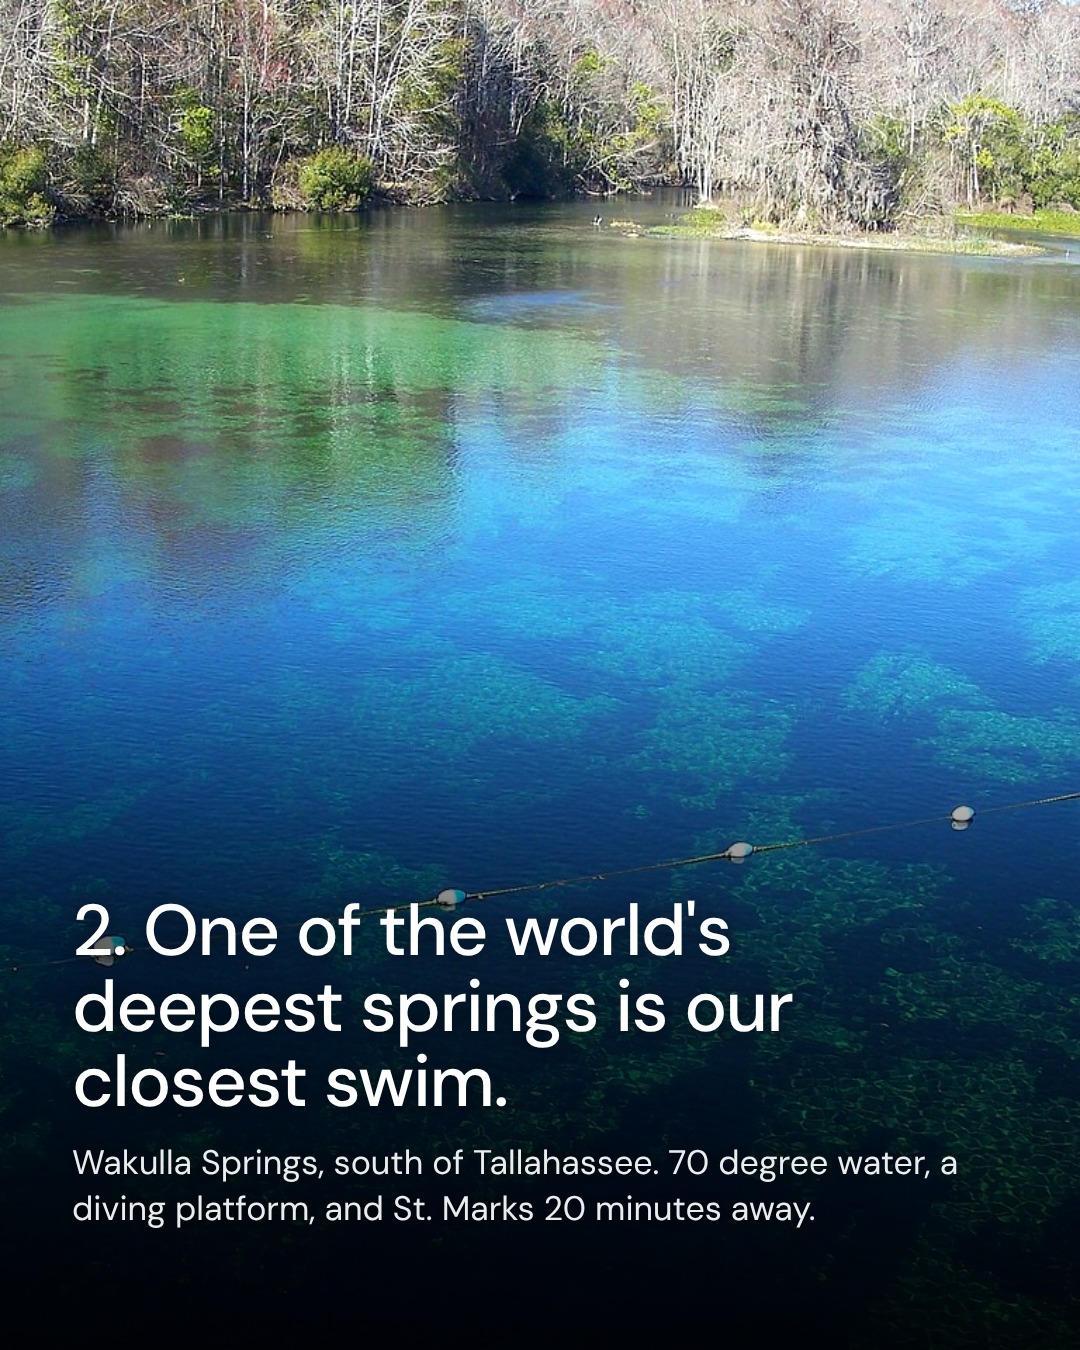 2. One of the world's
deepest springs is our
closest swim.
Wakulla Springs, south of Tallahassee. 70 degree water, a
diving platform, and St. Marks 20 minutes away.